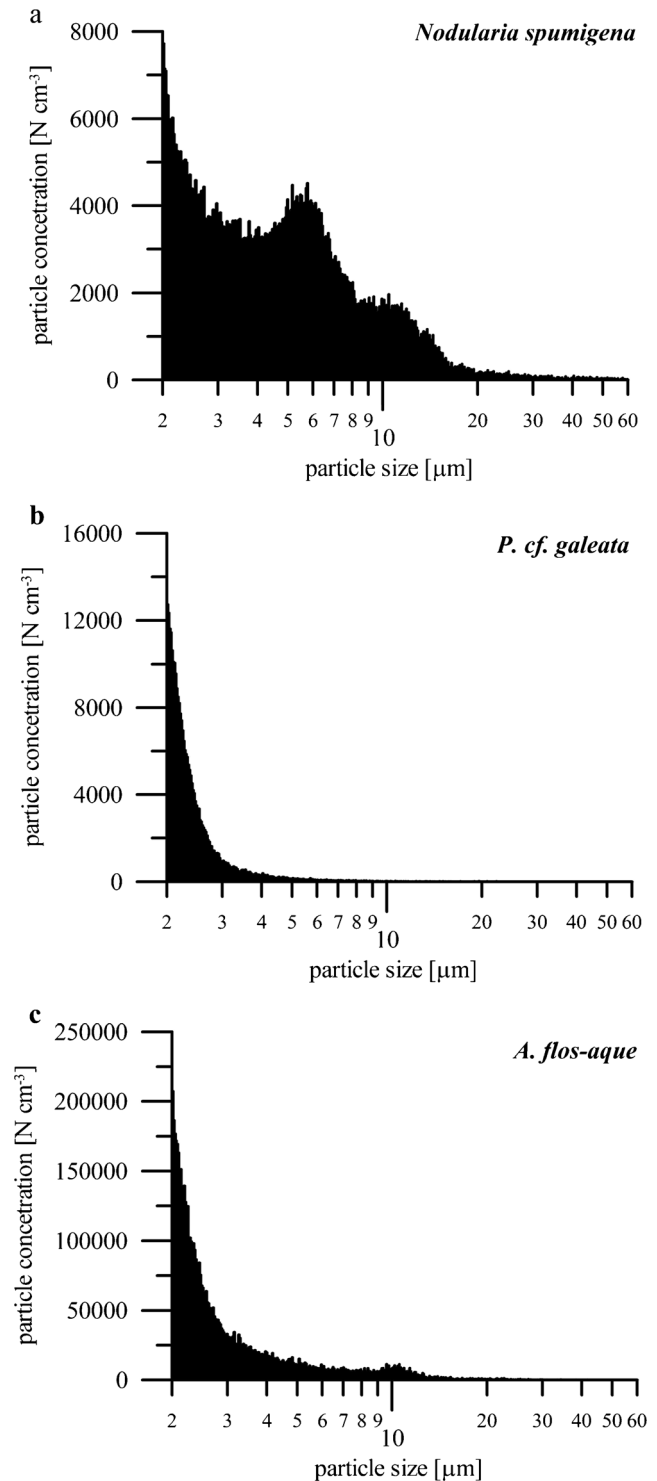 a
Nodularia spumigena
particle concetration [N cm-3]
8000
6000
4000
2000
0
2 3 4 5 6 7 8 9 10 20 30 40 50 60
particle size [μm]
b
P. cf. galeata
particle concetration [N cm-3]
16000
12000
8000
4000
0
2 3 4 5 6 7 8 9 10 20 30 40 50 60
particle size [μm]
c
A. flos-aque
particle concetration [N cm-3]
250000
200000
150000
100000
50000
0
2 3 4 5 6 7 8 9 10 20 30 40 50 60
particle size [μm]